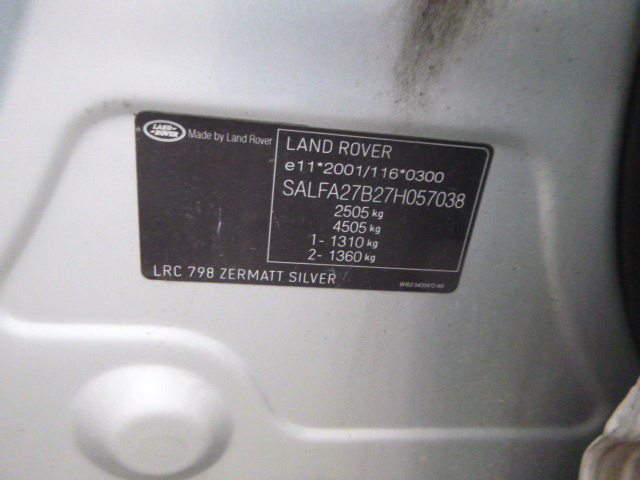 LAND-
ROVER
Made by Land Rover
LAND ROVER
e11*2001/116*0300
SALFA27B27H057038
2505 kg
4505 kg
1- 1310 kg
2- 1360 kg
LRC 798 ZERMATT SILVER